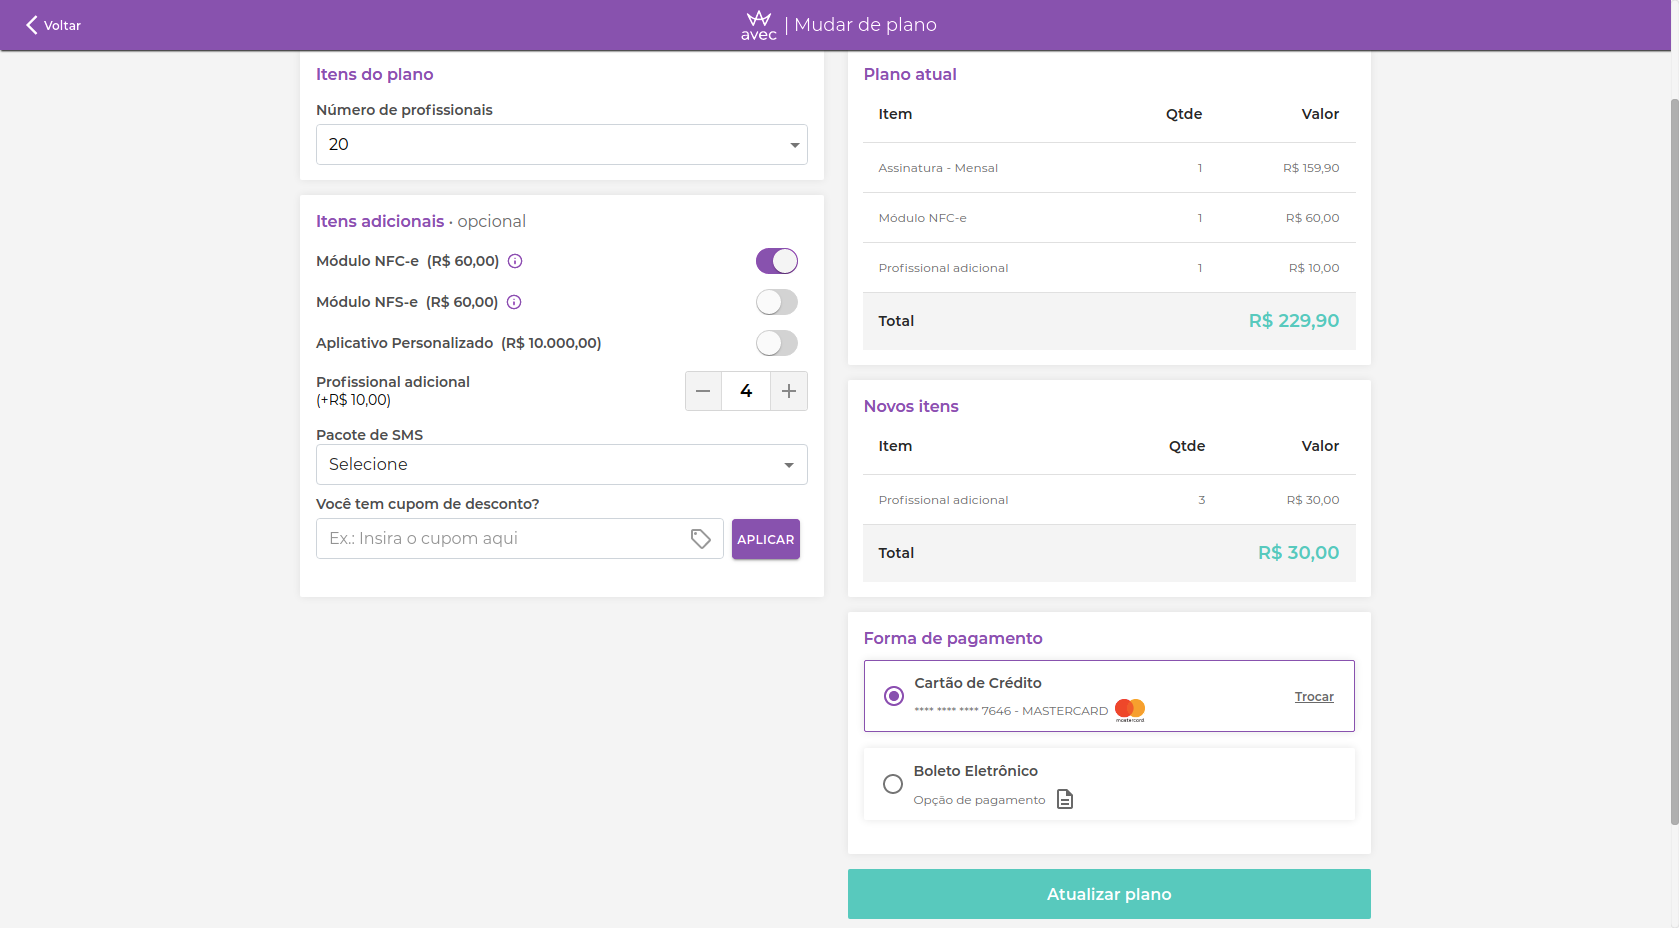 Voltar
avec | Mudar de plano
Itens do plano
Número de profissionais
20
Itens adicionais · opcional
Módulo NFC-e (R$ 60,00)
Módulo NFS-e (R$ 60,00)
Aplicativo Personalizado (R$ 10.000,00)
Profissional adicional
(+R$ 10,00)
4
Pacote de SMS
Selecione
Você tem cupom de desconto?
Ex.: Insira o cupom aqui
APLICAR
Plano atual
Item Qtde Valor
Assinatura - Mensal 1 R$ 159,90
Módulo NFC-e 1 R$ 60,00
Profissional adicional 1 R$ 10,00
Total R$ 229,90
Novos itens
Item Qtde Valor
Profissional adicional 3 R$ 30,00
Total R$ 30,00
Forma de pagamento
Cartão de Crédito
**** **** **** 7646 - MASTERCARD mastercard
Trocar
Boleto Eletrônico
Opção de pagamento
Atualizar plano